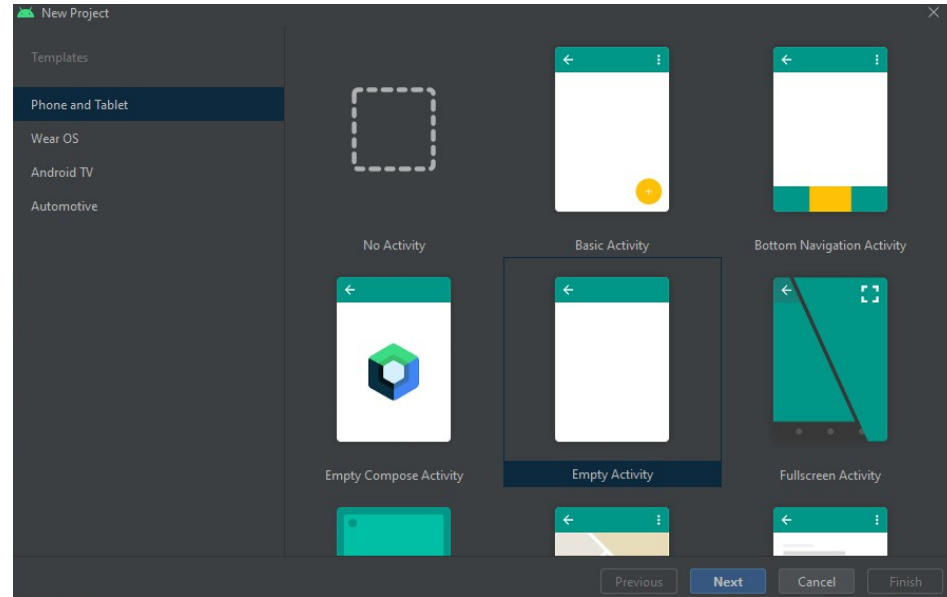 New Project
Templates
Phone and Tablet
Wear OS
Android TV
Automotive
No Activity
Basic Activity
Bottom Navigation Activity
Empty Compose Activity
Empty Activity
Fullscreen Activity
Previous
Next
Cancel
Finish